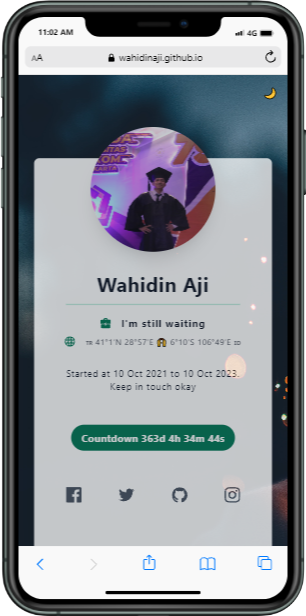 11:02 AM
4G
AA
wahidinaji.github.io
Wahidin Aji
I'm still waiting
TR 41°1'N 28°57'E 6°10'S 106°49'E ID
Started at 10 Oct 2021 to 10 Oct 2023.
Keep in touch okay
Countdown 363d 4h 34m 44s